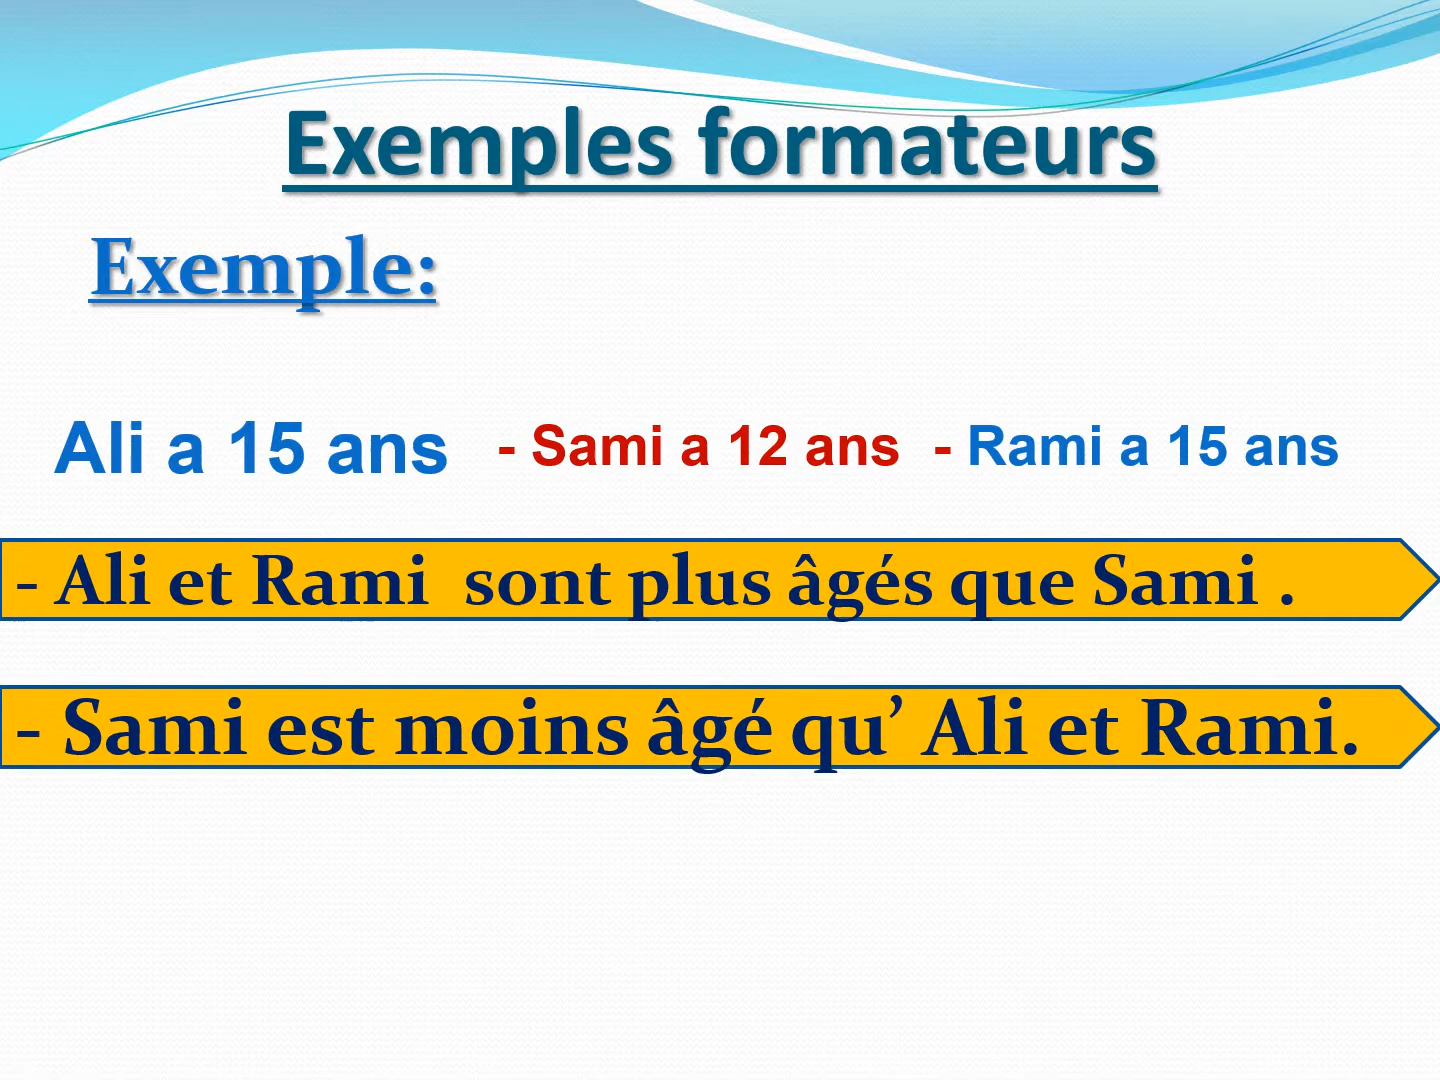 Exemples formateurs
Exemple:
Ali a 15 ans - Sami a 12 ans - Rami a 15 ans
- Ali et Rami sont plus âgés que Sami .
- Sami est moins âgé qu’ Ali et Rami.